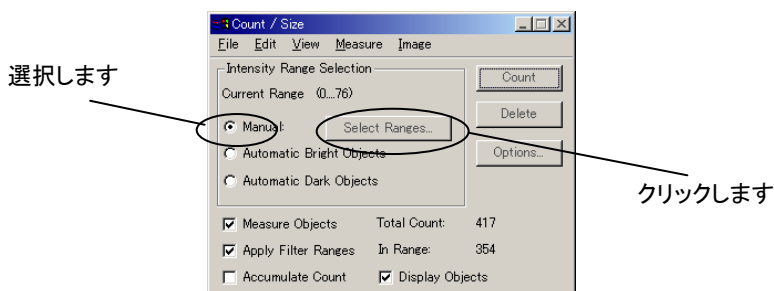 Count / Size
File Edit View Measure Image
Intensity Range Selection
Current Range (0...76)
選択します
Manual:
Select Ranges...
Automatic Bright Objects
Automatic Dark Objects
Count
Delete
Options...
クリックします
Measure Objects
Total Count: 417
Apply Filter Ranges
In Range: 354
Accumulate Count
Display Objects